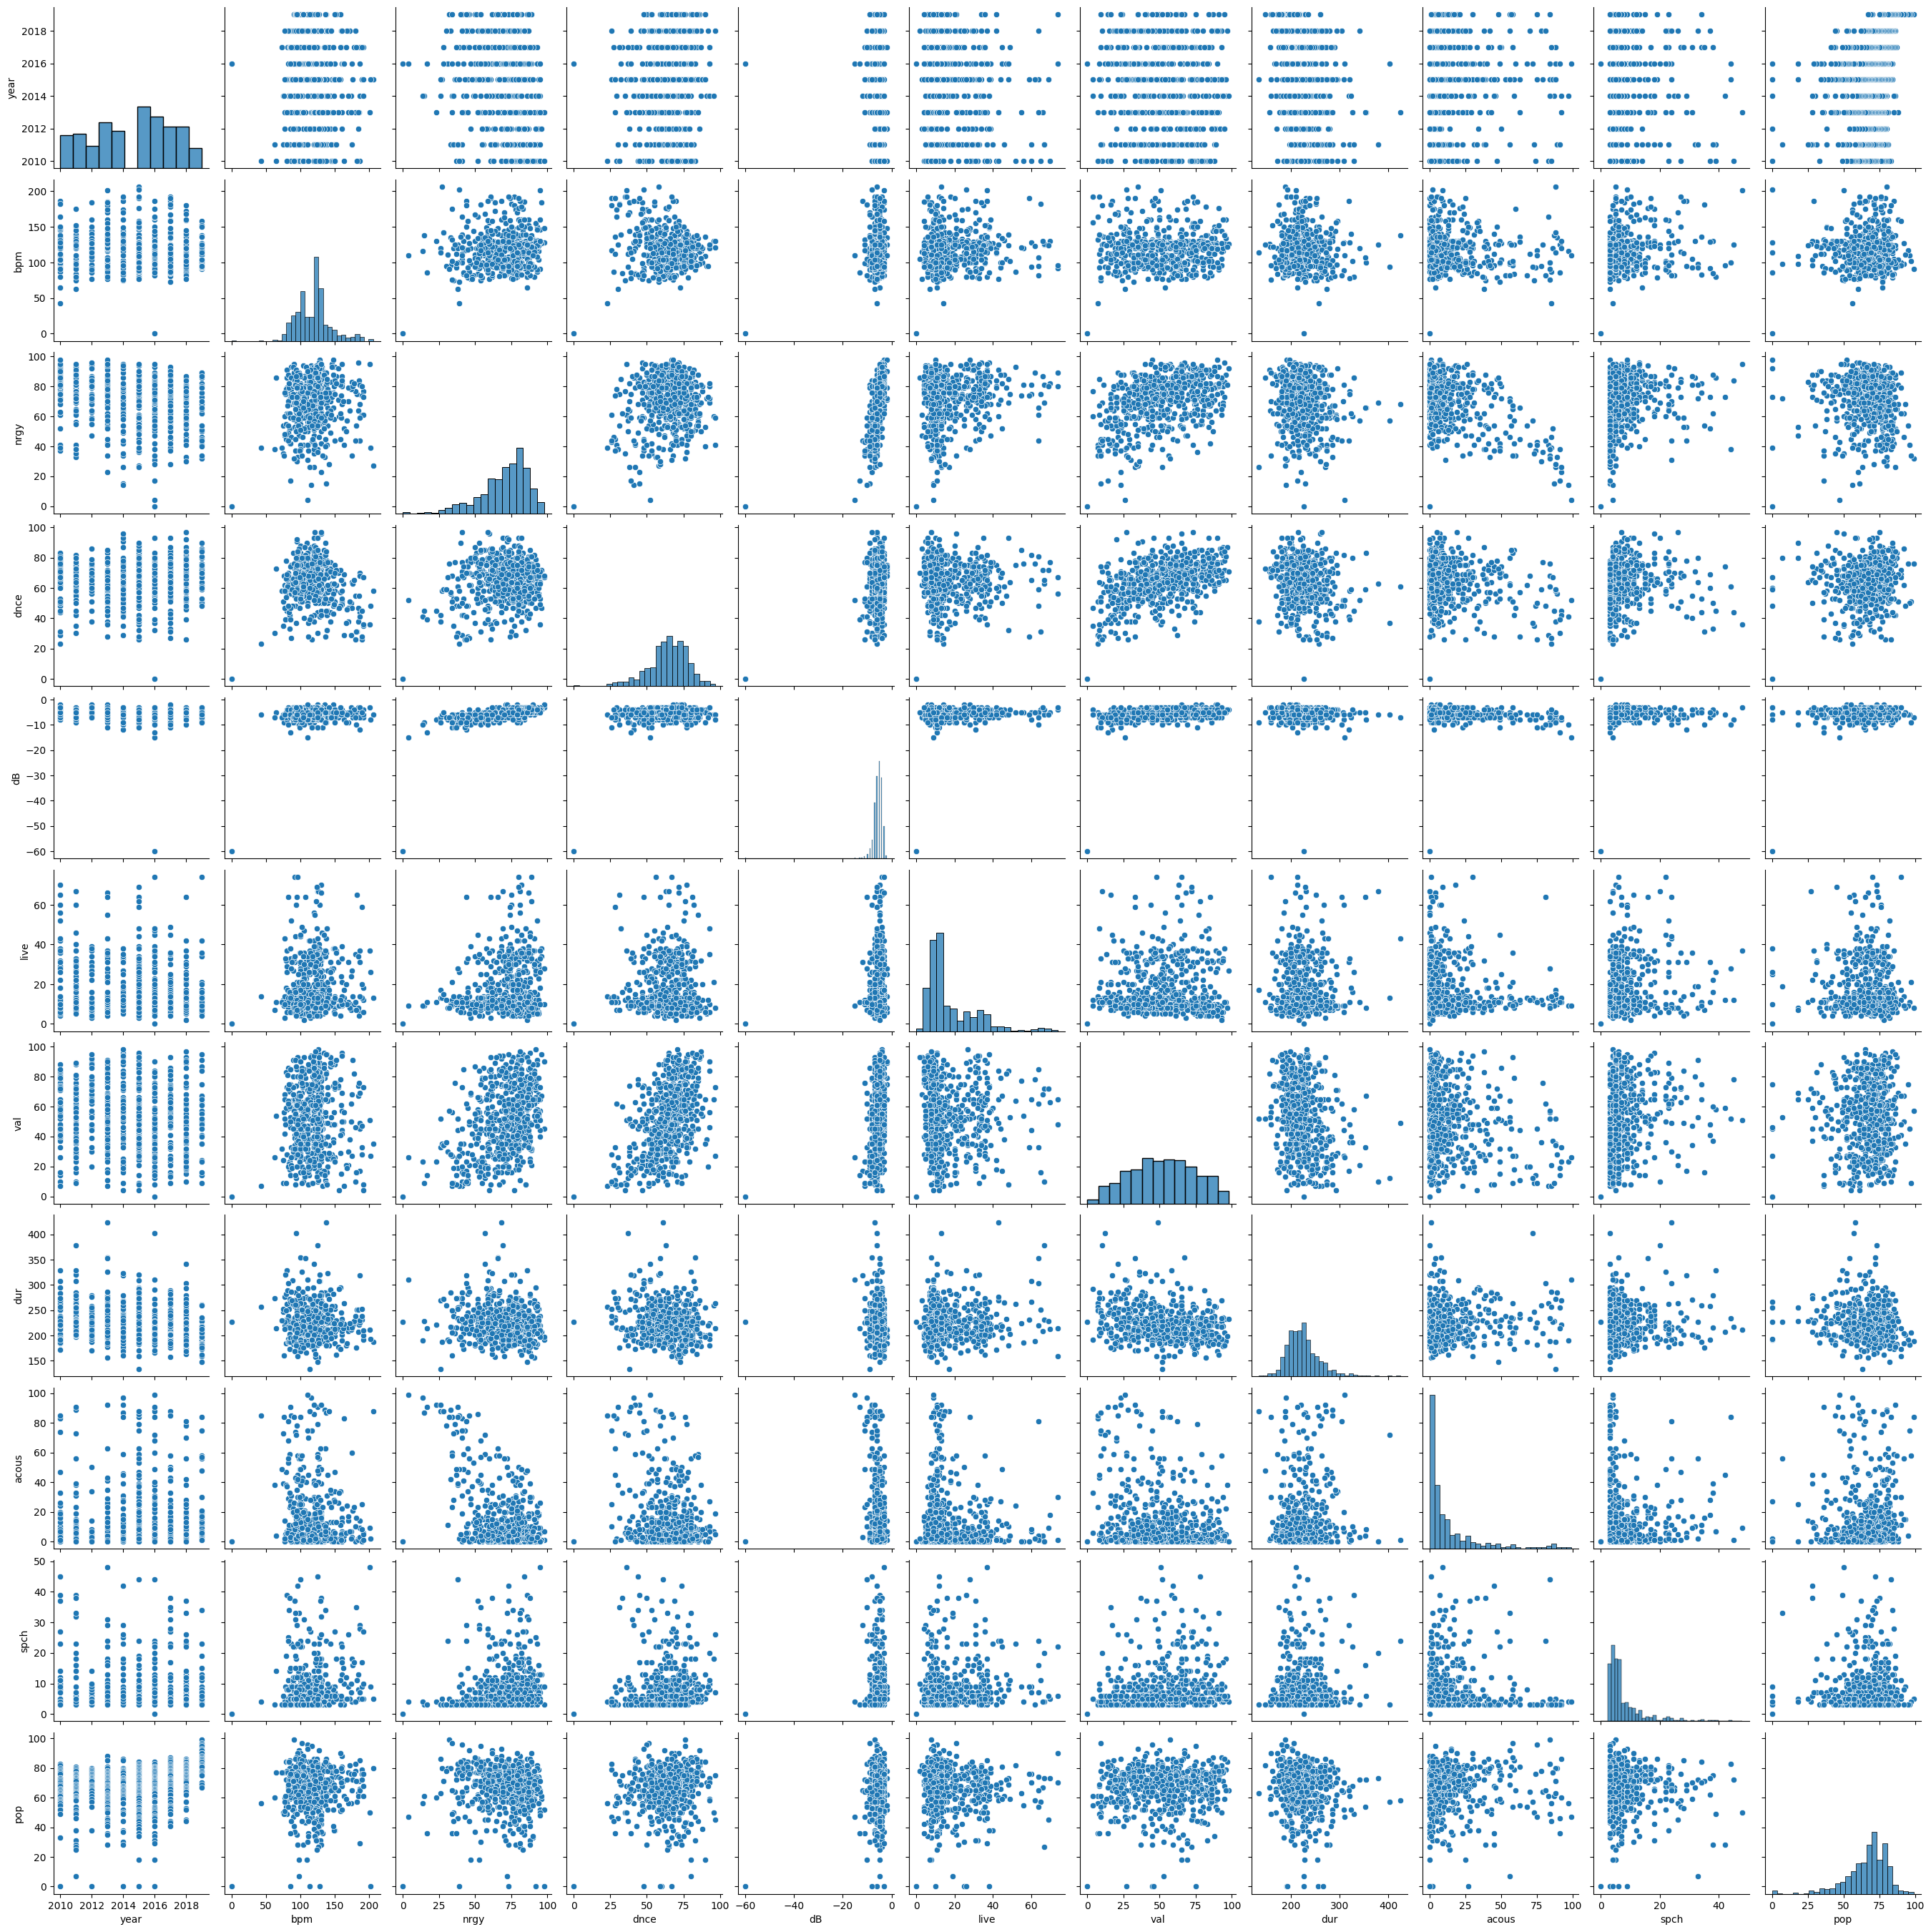 2018
2016
2014
2012
2010
year
200
150
100
50
0
bpm
100
80
60
40
20
0
nrgy
100
80
60
40
20
0
dnce
0
−10
−20
−30
−40
−50
−60
dB
60
40
20
0
live
100
80
60
40
20
0
val
400
350
300
250
200
150
dur
100
80
60
40
20
0
acous
50
40
30
20
10
0
spch
100
80
60
40
20
0
pop
2010 2012 2014 2016 2018
year
0 50 100 150 200
bpm
0 25 50 75 100
nrgy
0 25 50 75 100
dnce
−60 −40 −20 0
dB
0 20 40 60
live
0 25 50 75 100
val
200 300 400
dur
0 25 50 75 100
acous
0 20 40
spch
0 25 50 75 100
pop